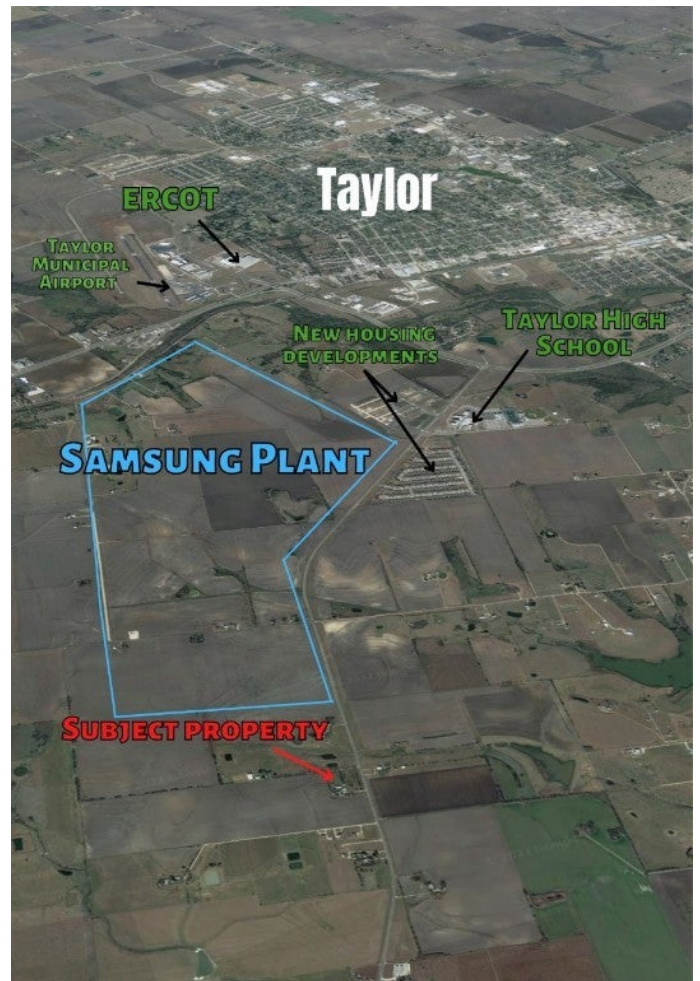 Taylor
ERCOT
Taylor
Municipal
Airport
New housing
developments
Taylor High
School
Samsung Plant
Subject property